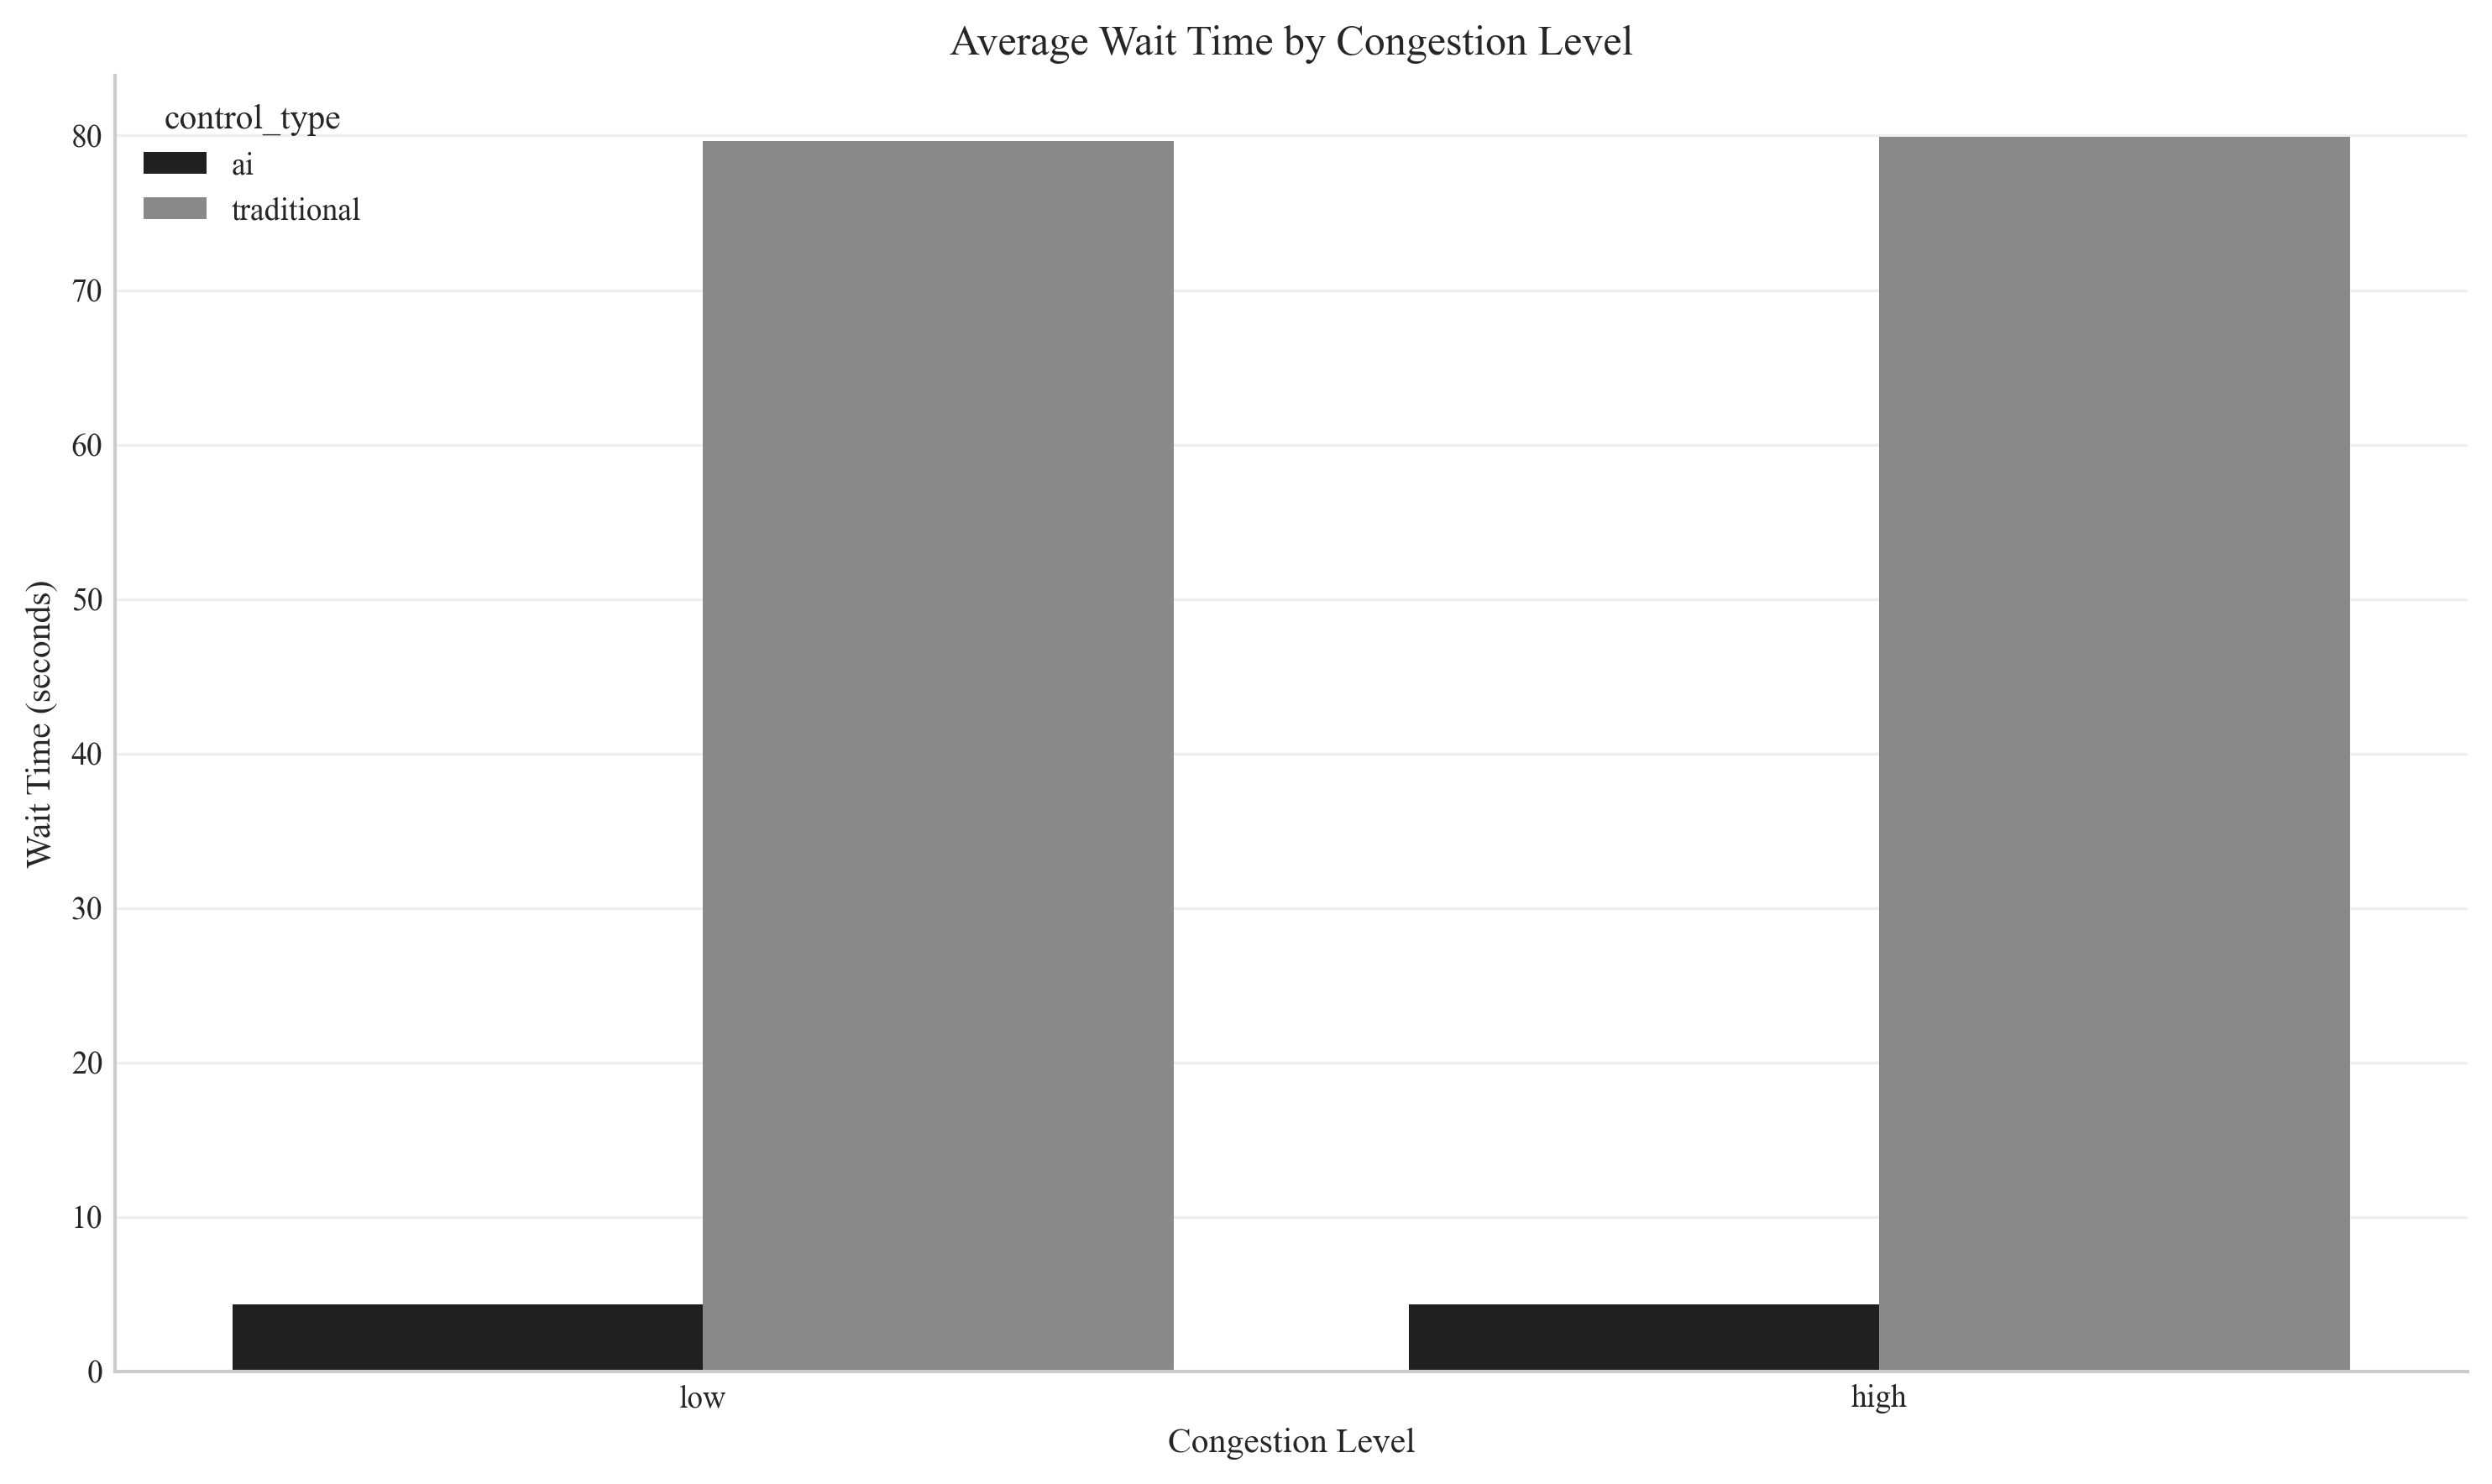 Average Wait Time by Congestion Level
control_type
ai
traditional
80
70
60
50
40
30
20
10
0
Wait Time (seconds)
low
high
Congestion Level